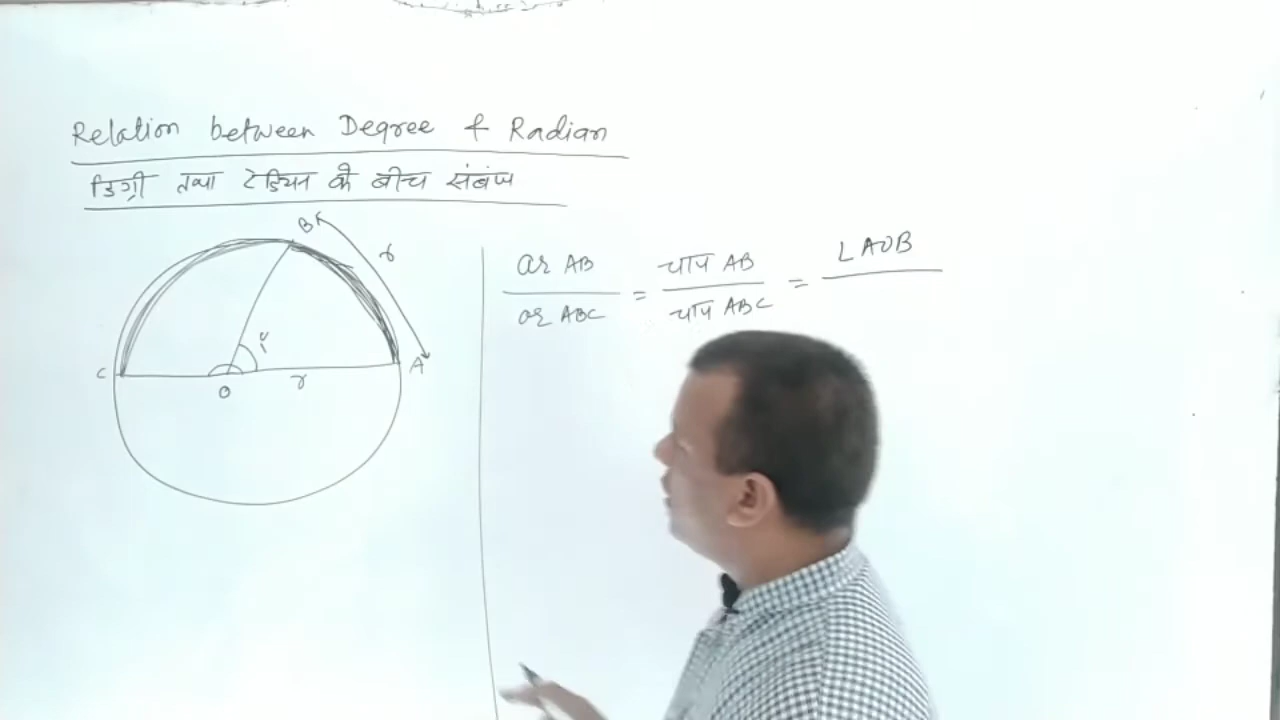 Relation between Degree & Radian
डिग्री तथा रेडियन के बीच संबंध
B
r
C
O
r
A
ar AB / ar ABC = चाप AB / चाप ABC = ∠AOB